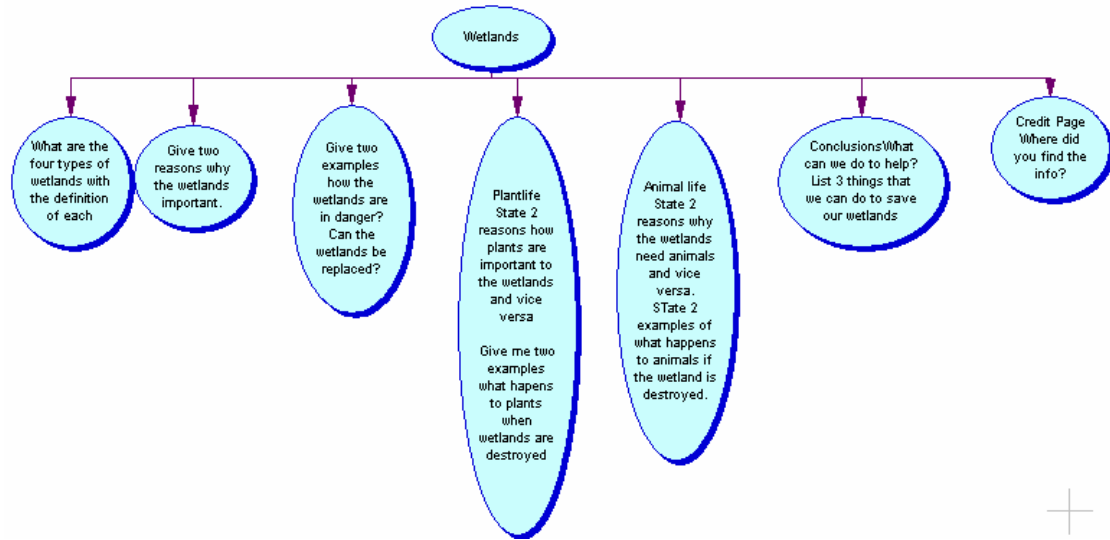 Wetlands
What are the
four types of
wetlands with
the definition
of each
Give two
reasons why
the wetlands
important.
Give two
examples
how the
wetlands are
in danger?
Can the
wetlands be
replaced?
Plantlife
State 2
reasons how
plants are
important to
the wetlands
and vice
versa
Give me two
examples
what hapens
to plants
when
wetlands are
destroyed
Animal life
State 2
reasons why
the wetlands
need animals
and vice
versa.
STate 2
examples of
what happens
to animals if
the wetland is
destroyed.
ConclusionsWhat
can we do to help?
List 3 things that
we can do to save
our wetlands
Credit Page
Where did
you find the
info?